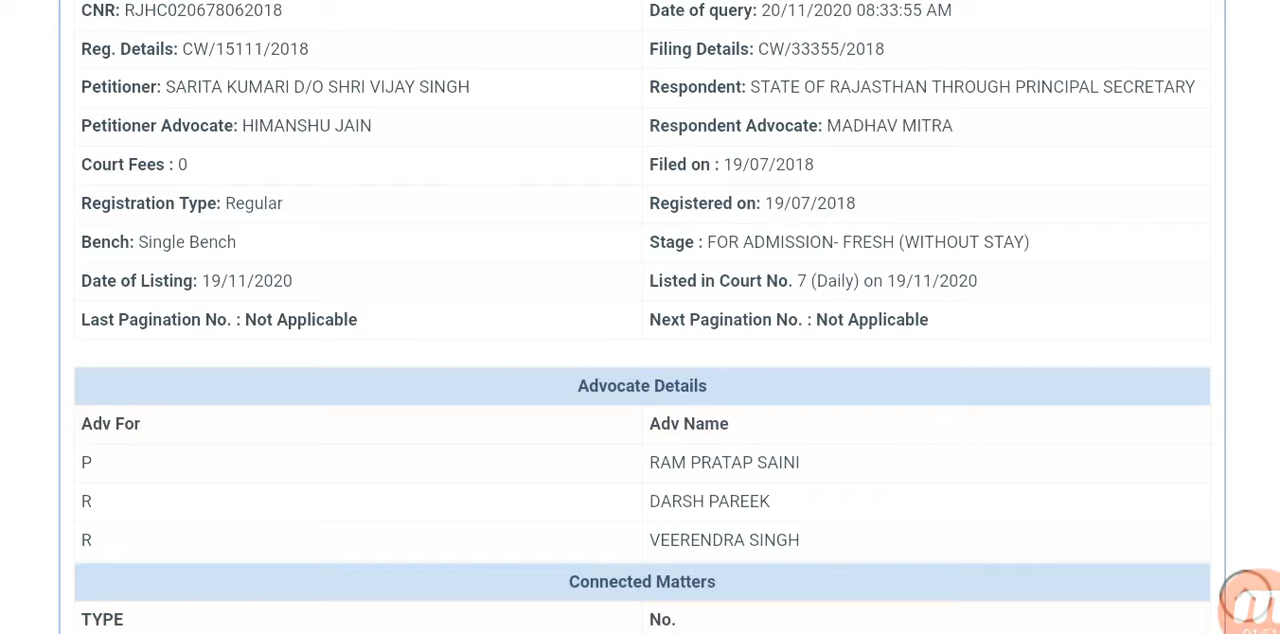 CNR: RJHC020678062018 Date of query: 20/11/2020 08:33:55 AM
Reg. Details: CW/15111/2018 Filing Details: CW/33355/2018
Petitioner: SARITA KUMARI D/O SHRI VIJAY SINGH Respondent: STATE OF RAJASTHAN THROUGH PRINCIPAL SECRETARY
Petitioner Advocate: HIMANSHU JAIN Respondent Advocate: MADHAV MITRA
Court Fees : 0 Filed on : 19/07/2018
Registration Type: Regular Registered on: 19/07/2018
Bench: Single Bench Stage : FOR ADMISSION- FRESH (WITHOUT STAY)
Date of Listing: 19/11/2020 Listed in Court No. 7 (Daily) on 19/11/2020
Last Pagination No. : Not Applicable Next Pagination No. : Not Applicable
Advocate Details
Adv For Adv Name
P RAM PRATAP SAINI
R DARSH PAREEK
R VEERENDRA SINGH
Connected Matters
TYPE No.